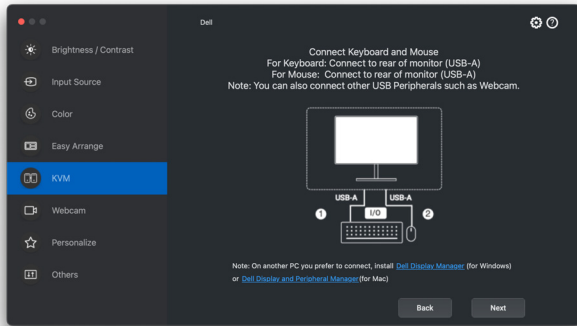 Dell
Brightness / Contrast
Input Source
Color
Easy Arrange
KVM
Webcam
Personalize
Others
Connect Keyboard and Mouse
For Keyboard: Connect to rear of monitor (USB-A)
For Mouse: Connect to rear of monitor (USB-A)
Note: You can also connect other USB Peripherals such as Webcam.
USB-A USB-A
1 I/O 2
Note: On another PC you prefer to connect, install Dell Display Manager (for Windows)
or Dell Display and Peripheral Manager(for Mac)
Back Next